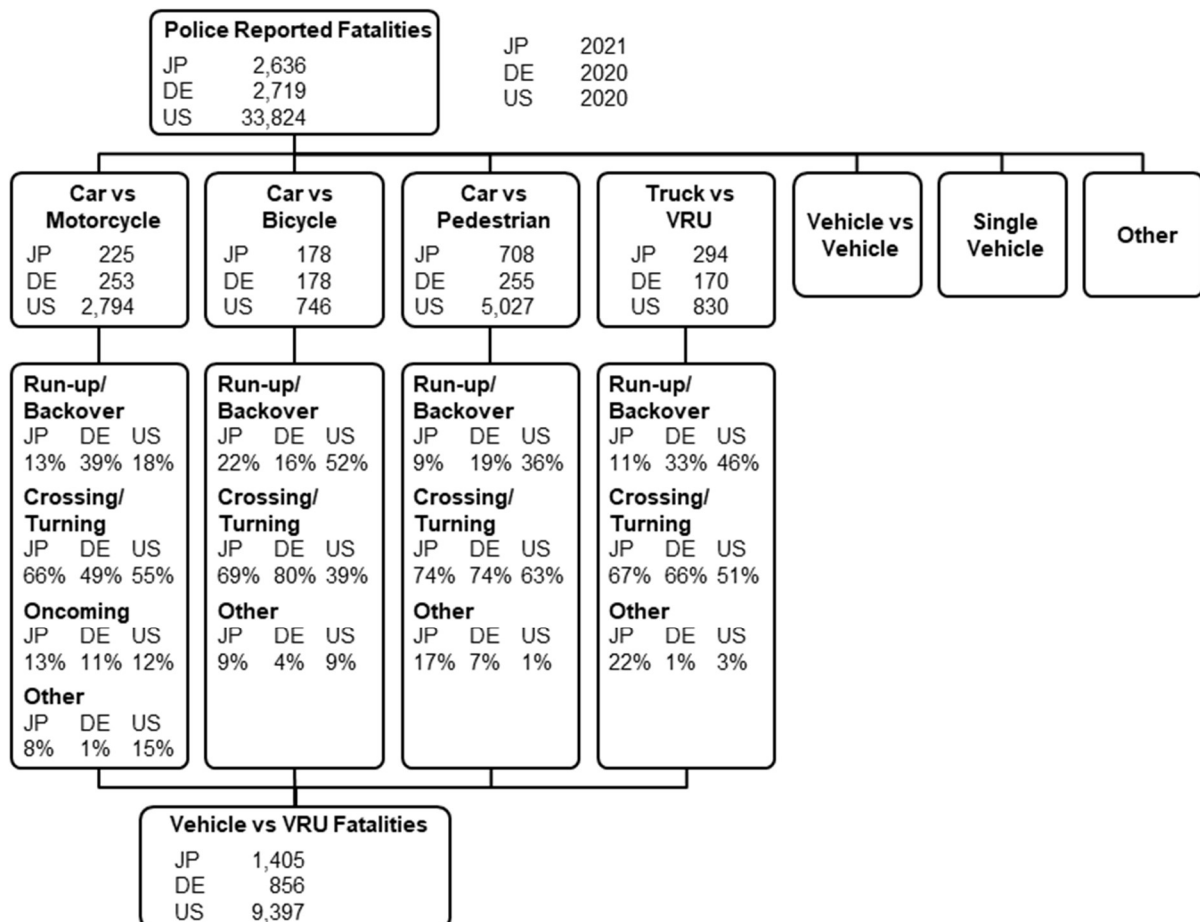 Police Reported Fatalities
JP 2,636
DE 2,719
US 33,824
JP 2021
DE 2020
US 2020
Car vs
Motorcycle
JP 225
DE 253
US 2,794
Car vs
Bicycle
JP 178
DE 178
US 746
Car vs
Pedestrian
JP 708
DE 255
US 5,027
Truck vs
VRU
JP 294
DE 170
US 830
Vehicle vs
Vehicle
Single
Vehicle
Other
Run-up/
Backover
JP DE US
13% 39% 18%
Crossing/
Turning
JP DE US
66% 49% 55%
Oncoming
JP DE US
13% 11% 12%
Other
JP DE US
8% 1% 15%
Run-up/
Backover
JP DE US
22% 16% 52%
Crossing/
Turning
JP DE US
69% 80% 39%
Other
JP DE US
9% 4% 9%
Run-up/
Backover
JP DE US
9% 19% 36%
Crossing/
Turning
JP DE US
74% 74% 63%
Other
JP DE US
17% 7% 1%
Run-up/
Backover
JP DE US
11% 33% 46%
Crossing/
Turning
JP DE US
67% 66% 51%
Other
JP DE US
22% 1% 3%
Vehicle vs VRU Fatalities
JP 1,405
DE 856
US 9,397